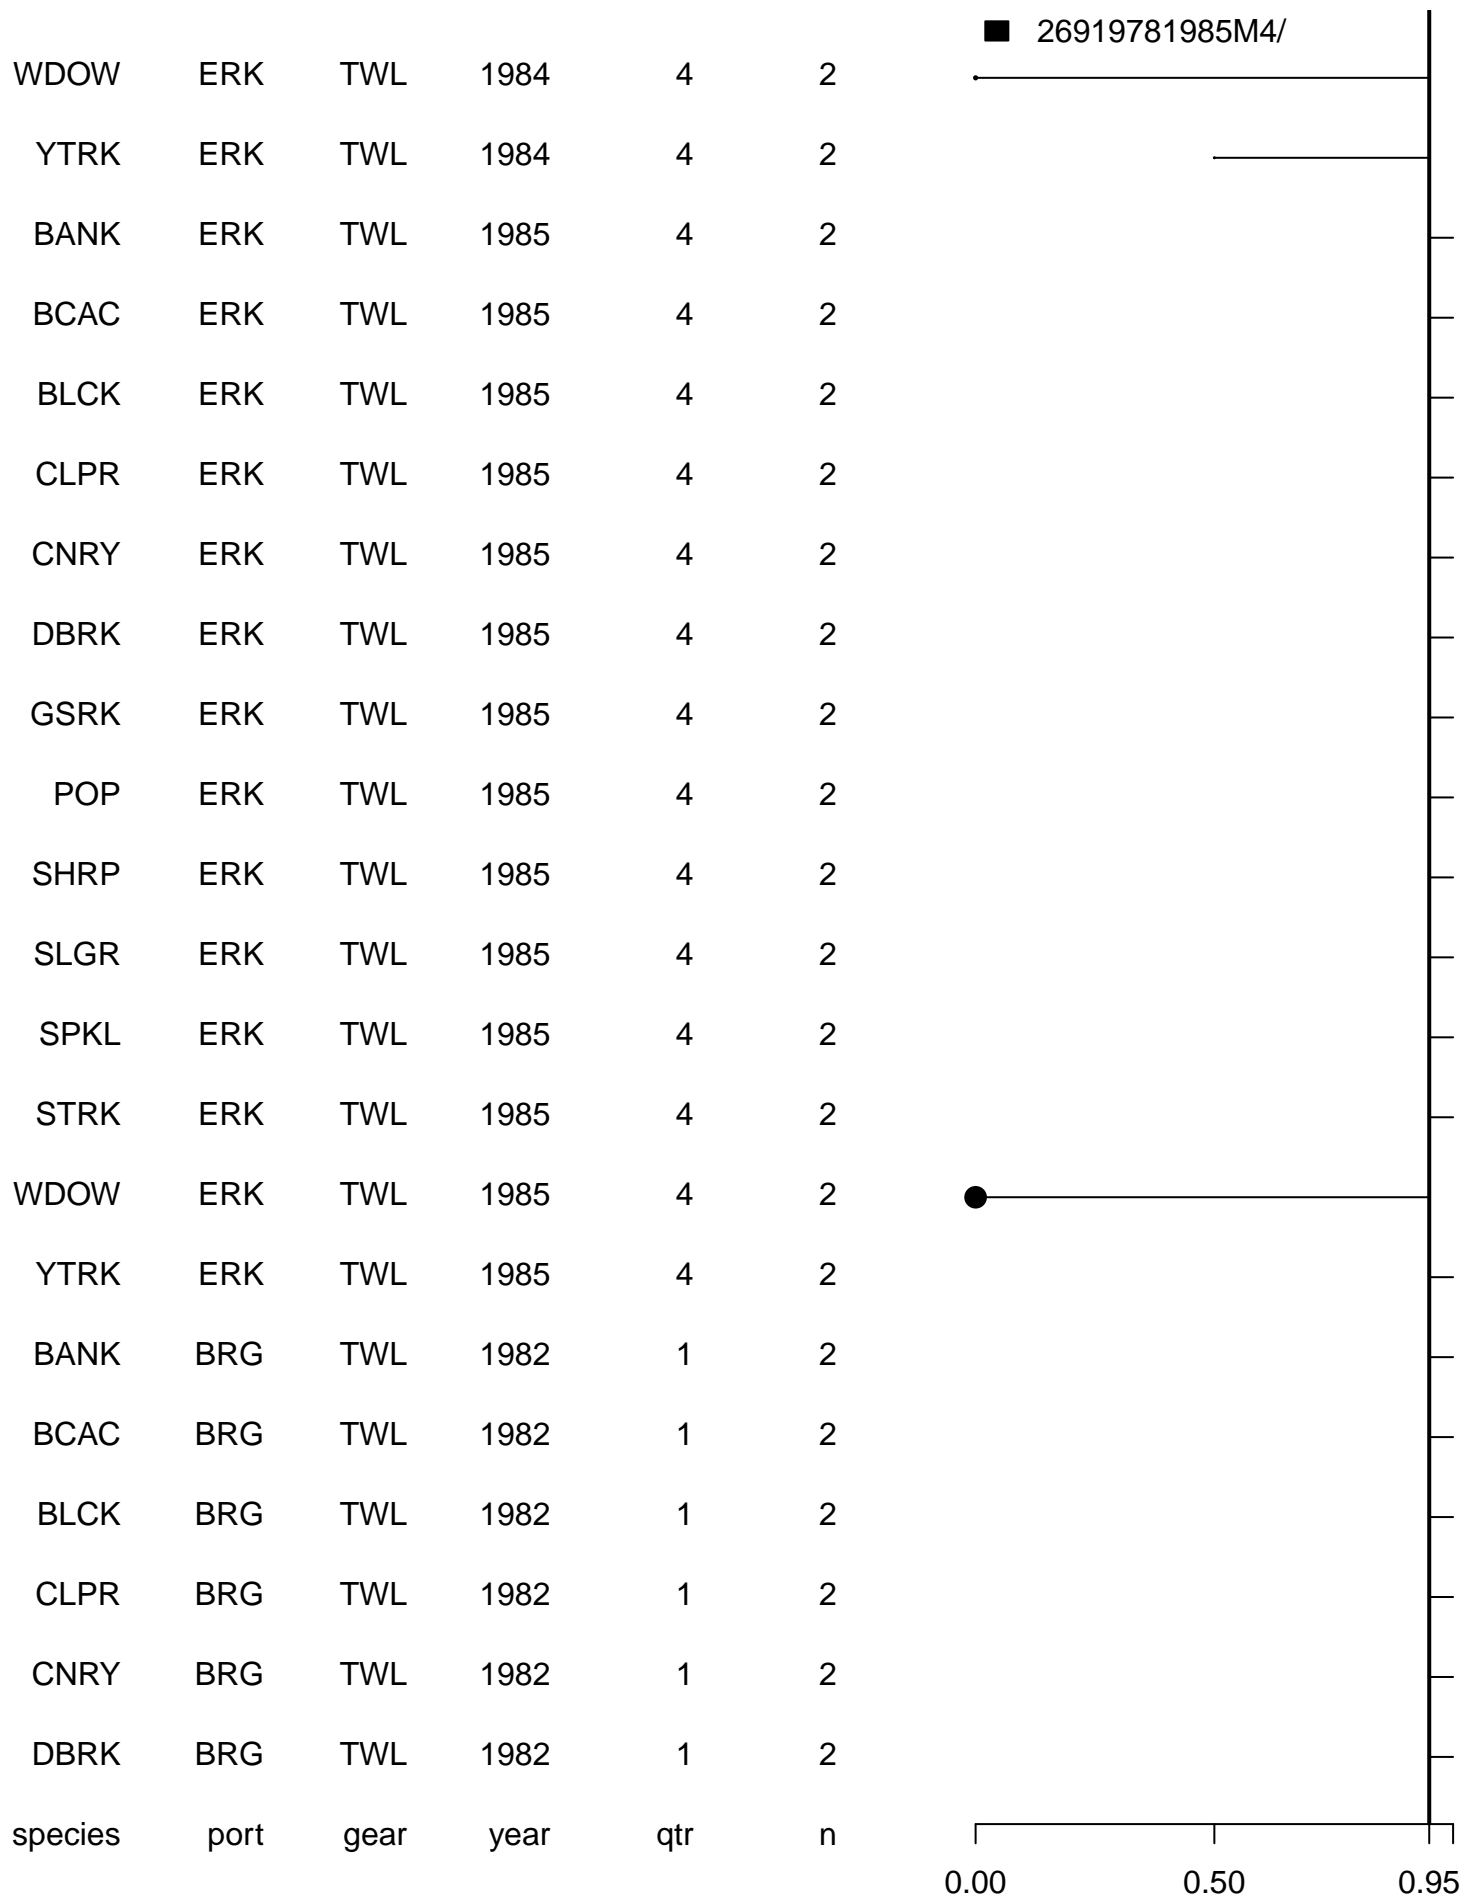 26919781985M4/
WDOW ERK TWL 1984 4 2
YTRK ERK TWL 1984 4 2
BANK ERK TWL 1985 4 2
BCAC ERK TWL 1985 4 2
BLCK ERK TWL 1985 4 2
CLPR ERK TWL 1985 4 2
CNRY ERK TWL 1985 4 2
DBRK ERK TWL 1985 4 2
GSRK ERK TWL 1985 4 2
POP ERK TWL 1985 4 2
SHRP ERK TWL 1985 4 2
SLGR ERK TWL 1985 4 2
SPKL ERK TWL 1985 4 2
STRK ERK TWL 1985 4 2
WDOW ERK TWL 1985 4 2
YTRK ERK TWL 1985 4 2
BANK BRG TWL 1982 1 2
BCAC BRG TWL 1982 1 2
BLCK BRG TWL 1982 1 2
CLPR BRG TWL 1982 1 2
CNRY BRG TWL 1982 1 2
DBRK BRG TWL 1982 1 2
species port gear year qtr n
0.00 0.50 0.95